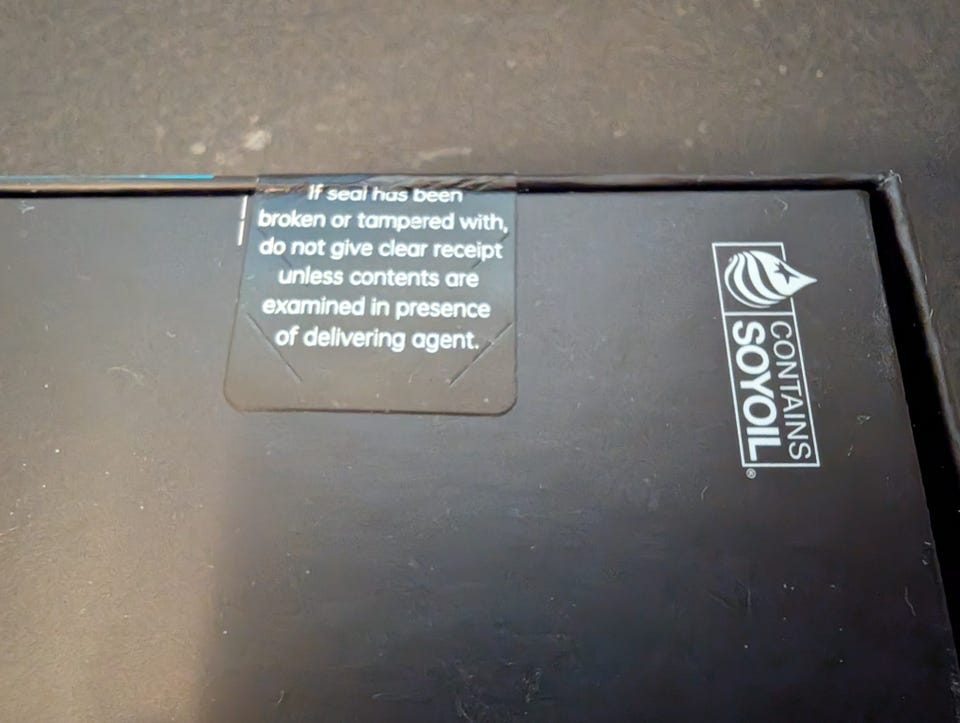 If seal has been
broken or tampered with,
do not give clear receipt
unless contents are
examined in presence
of delivering agent.
CONTAINS
SOYOIL®